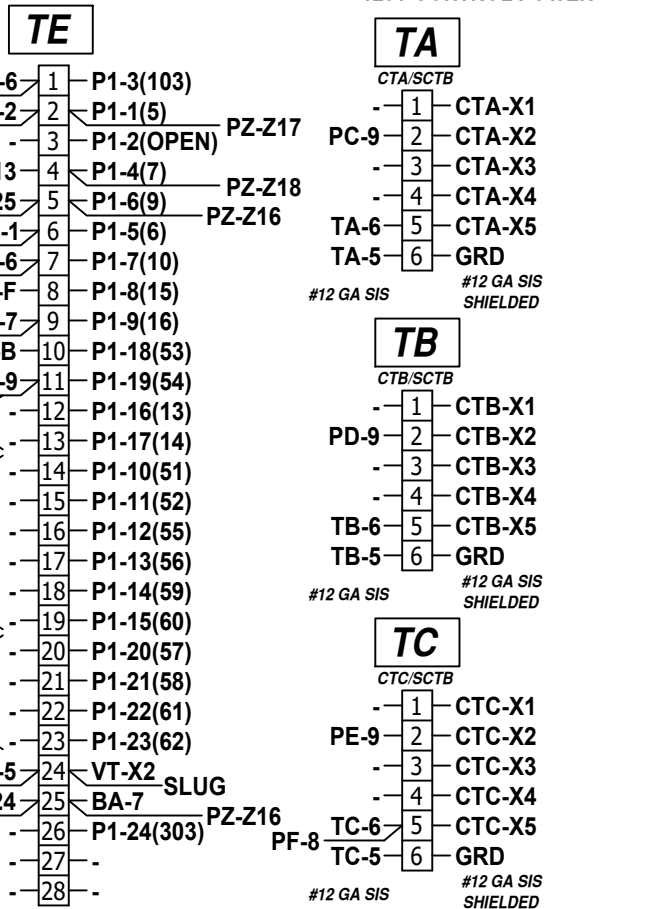 TE
-6 1 P1-3(103)
-2 2 P1-1(5)
PZ-Z17
- 3 P1-2(OPEN)
13 4 P1-4(7)
PZ-Z18
25 5 P1-6(9)
PZ-Z16
-1 6 P1-5(6)
-6 7 P1-7(10)
-F 8 P1-8(15)
-7 9 P1-9(16)
B 10 P1-18(53)
-9 11 P1-19(54)
- 12 P1-16(13)
- 13 P1-17(14)
- 14 P1-10(51)
- 15 P1-11(52)
- 16 P1-12(55)
- 17 P1-13(56)
- 18 P1-14(59)
- 19 P1-15(60)
- 20 P1-20(57)
- 21 P1-21(58)
- 22 P1-22(61)
- 23 P1-23(62)
-5 24 VT-X2
SLUG
24 25 BA-7
PZ-Z16
- 26 P1-24(303)
- 27 -
- 28 -
TA
CTA/SCTB
- 1 CTA-X1
PC-9 2 CTA-X2
- 3 CTA-X3
- 4 CTA-X4
TA-6 5 CTA-X5
TA-5 6 GRD
#12 GA SIS
#12 GA SIS
SHIELDED
TB
CTB/SCTB
- 1 CTB-X1
PD-9 2 CTB-X2
- 3 CTB-X3
- 4 CTB-X4
TB-6 5 CTB-X5
TB-5 6 GRD
#12 GA SIS
#12 GA SIS
SHIELDED
TC
CTC/SCTB
- 1 CTC-X1
PE-9 2 CTC-X2
- 3 CTC-X3
- 4 CTC-X4
TC-6 5 CTC-X5
PF-8
TC-5 6 GRD
#12 GA SIS
#12 GA SIS
SHIELDED